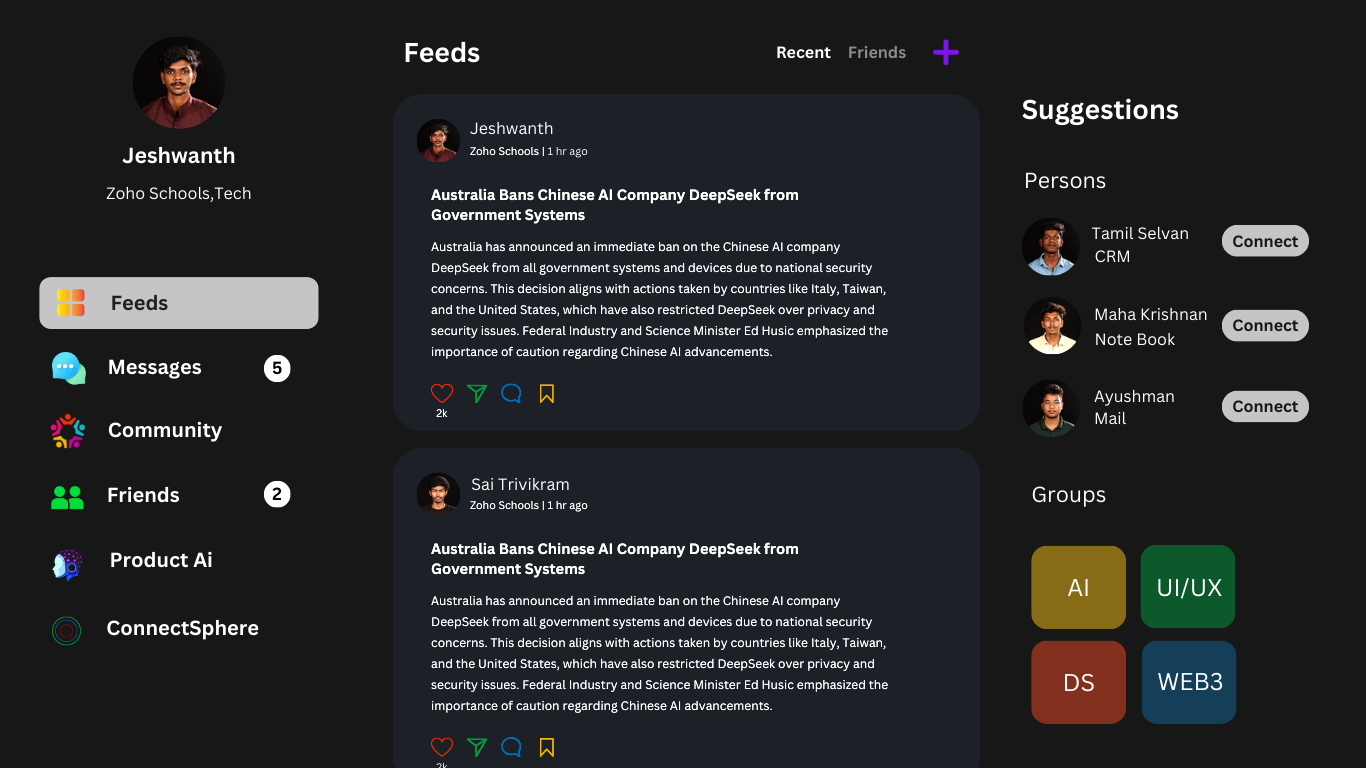 Jeshwanth
Zoho Schools,Tech
Feeds
Messages
5
Community
Friends
2
Product Ai
ConnectSphere
Feeds
Recent
Friends
Jeshwanth
Zoho Schools | 1 hr ago
Australia Bans Chinese AI Company DeepSeek from
Government Systems
Australia has announced an immediate ban on the Chinese AI company
DeepSeek from all government systems and devices due to national security
concerns. This decision aligns with actions taken by countries like Italy, Taiwan,
and the United States, which have also restricted DeepSeek over privacy and
security issues. Federal Industry and Science Minister Ed Husic emphasized the
importance of caution regarding Chinese AI advancements.
2k
Sai Trivikram
Zoho Schools | 1 hr ago
Australia Bans Chinese AI Company DeepSeek from
Government Systems
Australia has announced an immediate ban on the Chinese AI company
DeepSeek from all government systems and devices due to national security
concerns. This decision aligns with actions taken by countries like Italy, Taiwan,
and the United States, which have also restricted DeepSeek over privacy and
security issues. Federal Industry and Science Minister Ed Husic emphasized the
importance of caution regarding Chinese AI advancements.
2k
Suggestions
Persons
Tamil Selvan
CRM
Connect
Maha Krishnan
Note Book
Connect
Ayushman
Mail
Connect
Groups
AI
UI/UX
DS
WEB3